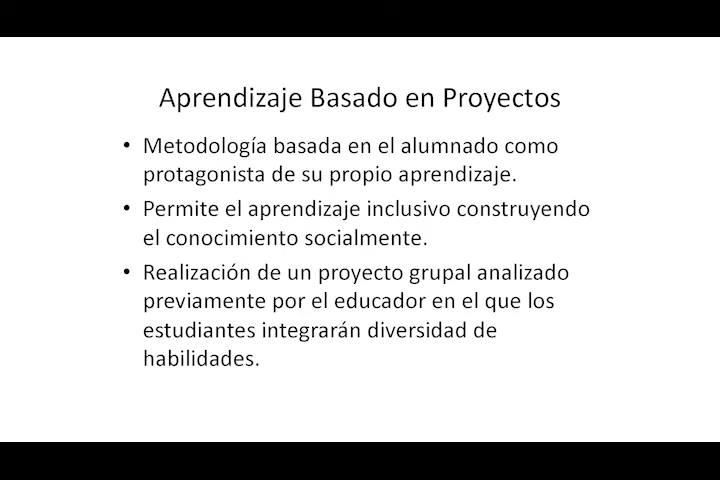 Aprendizaje Basado en Proyectos
• Metodología basada en el alumnado como
protagonista de su propio aprendizaje.
• Permite el aprendizaje inclusivo construyendo
el conocimiento socialmente.
• Realización de un proyecto grupal analizado
previamente por el educador en el que los
estudiantes integrarán diversidad de
habilidades.